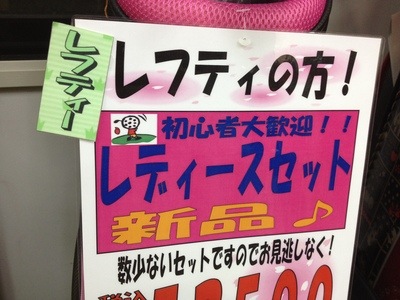 レフティー
レフティの方！
初心者大歓迎！！
レディースセット
新品♪
数少ないセットですのでお見逃しなく！
税込